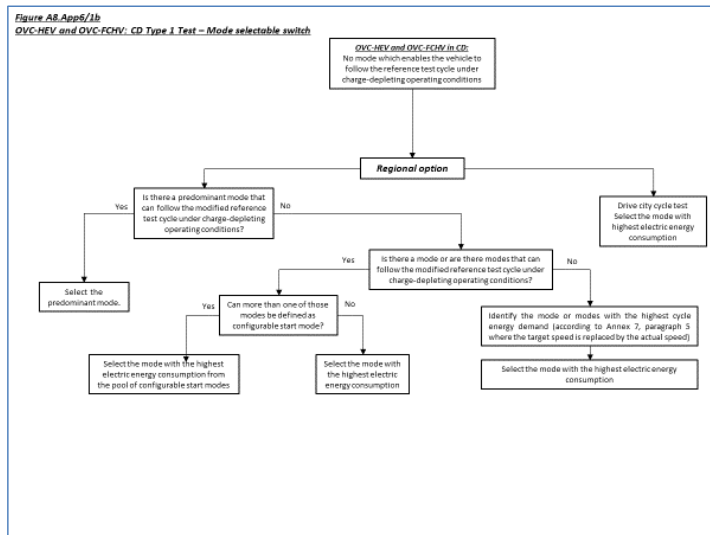 Figure A8.App6/1b
OVC-HEV and OVC-FCHV: CD Type 1 Test – Mode selectable switch
OVC-HEV and OVC-FCHV in CD:
No mode which enables the vehicle to
follow the reference test cycle under
charge-depleting operating conditions
Regional option
Is there a predominant mode that
can follow the modified reference
test cycle under charge-depleting
operating conditions?
Yes
No
Drive city cycle test
Select the mode with
highest electric energy
consumption
Select the
predominant mode.
Is there a mode or are there modes that can
follow the modified reference test cycle under
charge-depleting operating conditions?
Yes
No
Can more than one of those
modes be defined as
configurable start mode?
Yes
No
Identify the mode or modes with the highest cycle
energy demand (according to Annex 7, paragraph 5
where the target speed is replaced by the actual speed)
Select the mode with the highest
electric energy consumption from
the pool of configurable start modes
Select the mode with
the highest electric
energy consumption
Select the mode with the highest electric energy
consumption